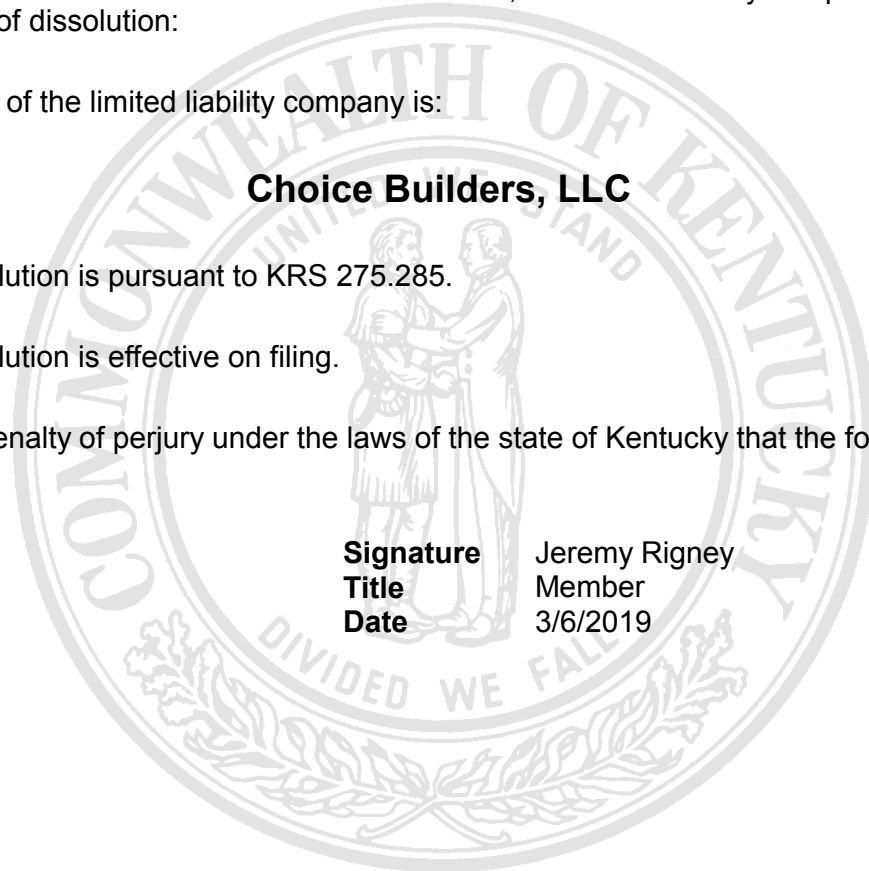 of dissolution:
of the limited liability company is:
COMMONWEALTH OF KENTUCKY
UNITED WE STAND
Choice Builders, LLC
lution is pursuant to KRS 275.285.
lution is effective on filing.
enalty of perjury under the laws of the state of Kentucky that the fo
Signature Jeremy Rigney
Title Member
Date 3/6/2019
DIVIDED WE FALL